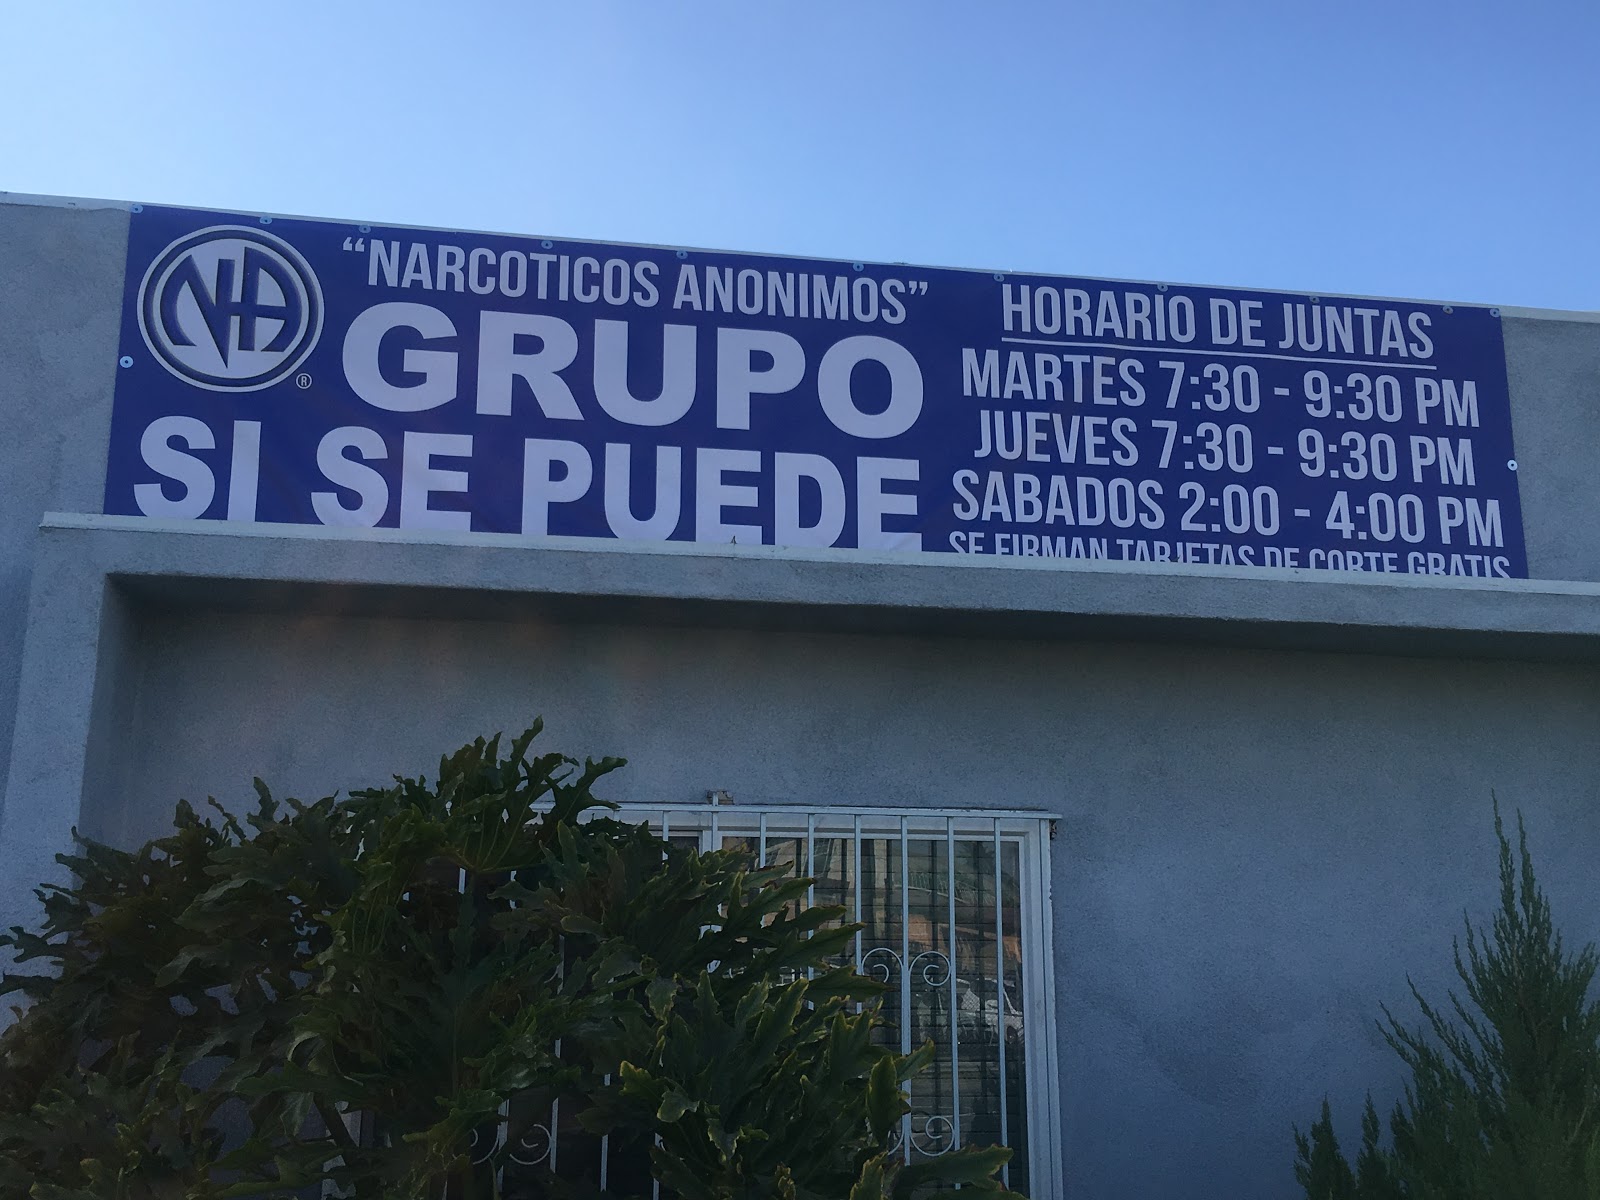 NA
®
“NARCOTICOS ANONIMOS”
GRUPO
SI SE PUEDE
HORARIO DE JUNTAS
MARTES 7:30 - 9:30 PM
JUEVES 7:30 - 9:30 PM
SABADOS 2:00 - 4:00 PM
SE FIRMAN TARJETAS DE CORTE GRATIS